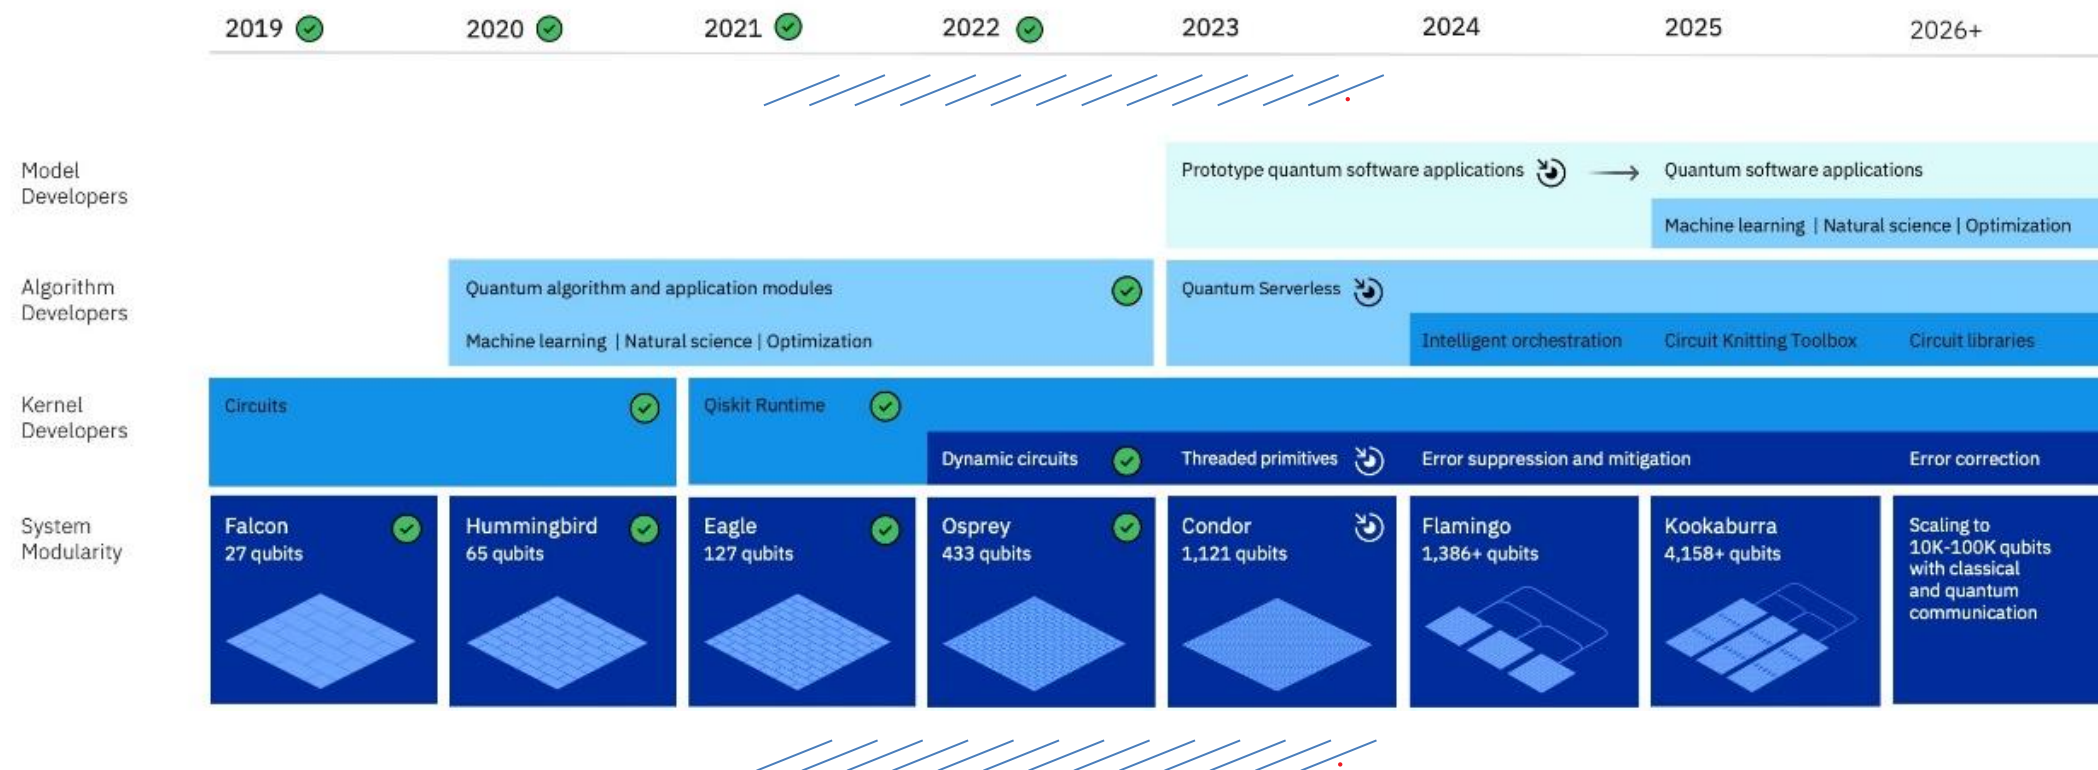 2019 2020 2021 2022 2023 2024 2025 2026+
Model
Developers
Prototype quantum software applications
Quantum software applications
Machine learning | Natural science | Optimization
Algorithm
Developers
Quantum algorithm and application modules
Machine learning | Natural science | Optimization
Quantum Serverless
Intelligent orchestration
Circuit Knitting Toolbox
Circuit libraries
Kernel
Developers
Circuits
Qiskit Runtime
Dynamic circuits
Threaded primitives
Error suppression and mitigation
Error correction
System
Modularity
Falcon
27 qubits
Hummingbird
65 qubits
Eagle
127 qubits
Osprey
433 qubits
Condor
1,121 qubits
Flamingo
1,386+ qubits
Kookaburra
4,158+ qubits
Scaling to
10K-100K qubits
with classical
and quantum
communication